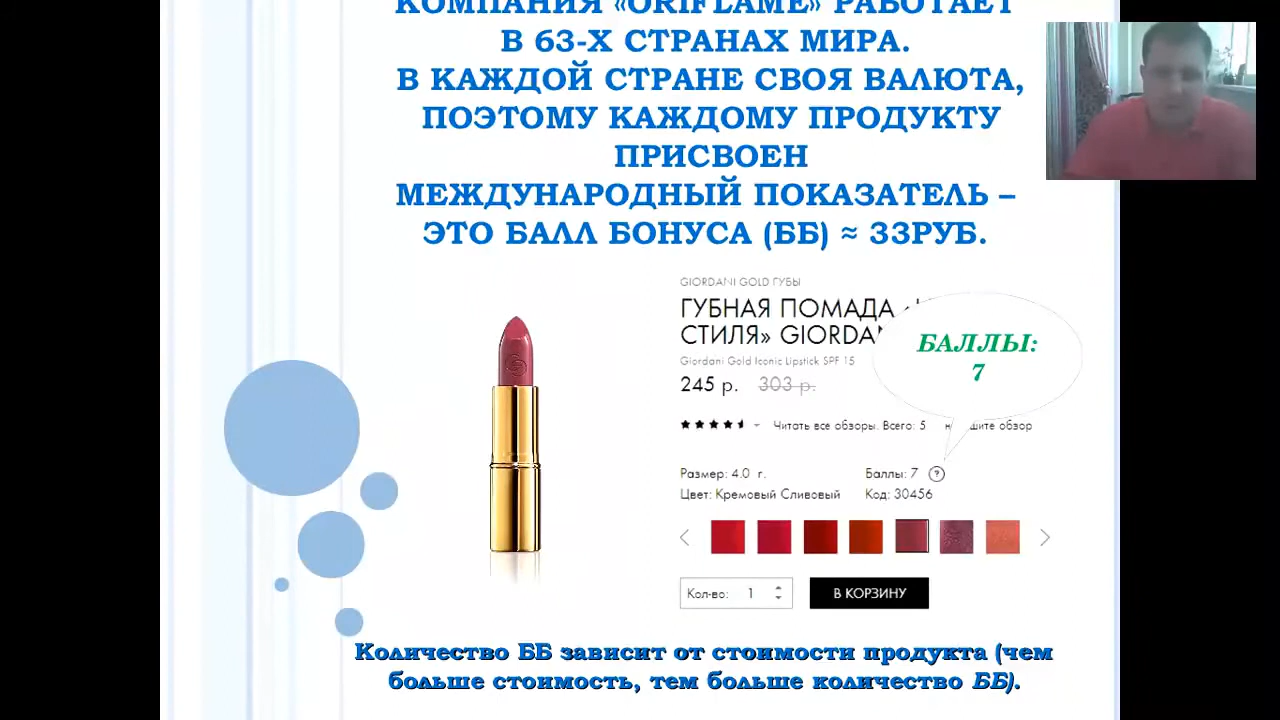 КОМПАНИЯ «ORIFLAME» РАБОТАЕТ
В 63-Х СТРАНАХ МИРА.
В КАЖДОЙ СТРАНЕ СВОЯ ВАЛЮТА,
ПОЭТОМУ КАЖДОМУ ПРОДУКТУ
ПРИСВОЕН
МЕЖДУНАРОДНЫЙ ПОКАЗАТЕЛЬ –
ЭТО БАЛЛ БОНУСА (ББ) ≈ 33РУБ.
GIORDANI GOLD ГУБЫ
ГУБНАЯ ПОМАДА
СТИЛЯ»
Giordani Gold Iconic Lipstick SPF 15
245 р. 303 р.
БАЛЛЫ:
7
Читать все обзоры. Всего: 5 обзор
Размер: 4.0 г. Баллы: 7 ?
Цвет: Кремовый Сливовый Код: 30456
Кол-во: 1 В КОРЗИНУ
Количество ББ зависит от стоимости продукта (чем
больше стоимость, тем больше количество ББ).